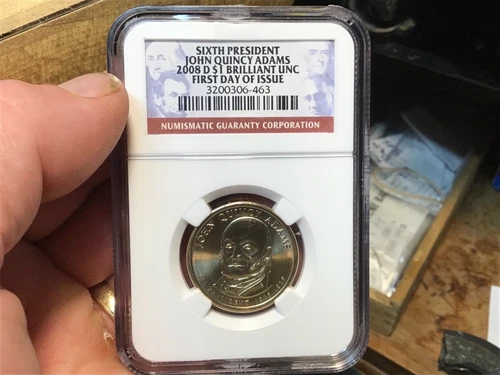 SIXTH PRESIDENT
JOHN QUINCY ADAMS
2008 D $1 BRILLIANT UNC
FIRST DAY OF ISSUE
3200306-463
NUMISMATIC GUARANTY CORPORATION
JOHN QUINCY ADAMS
PRESIDENT